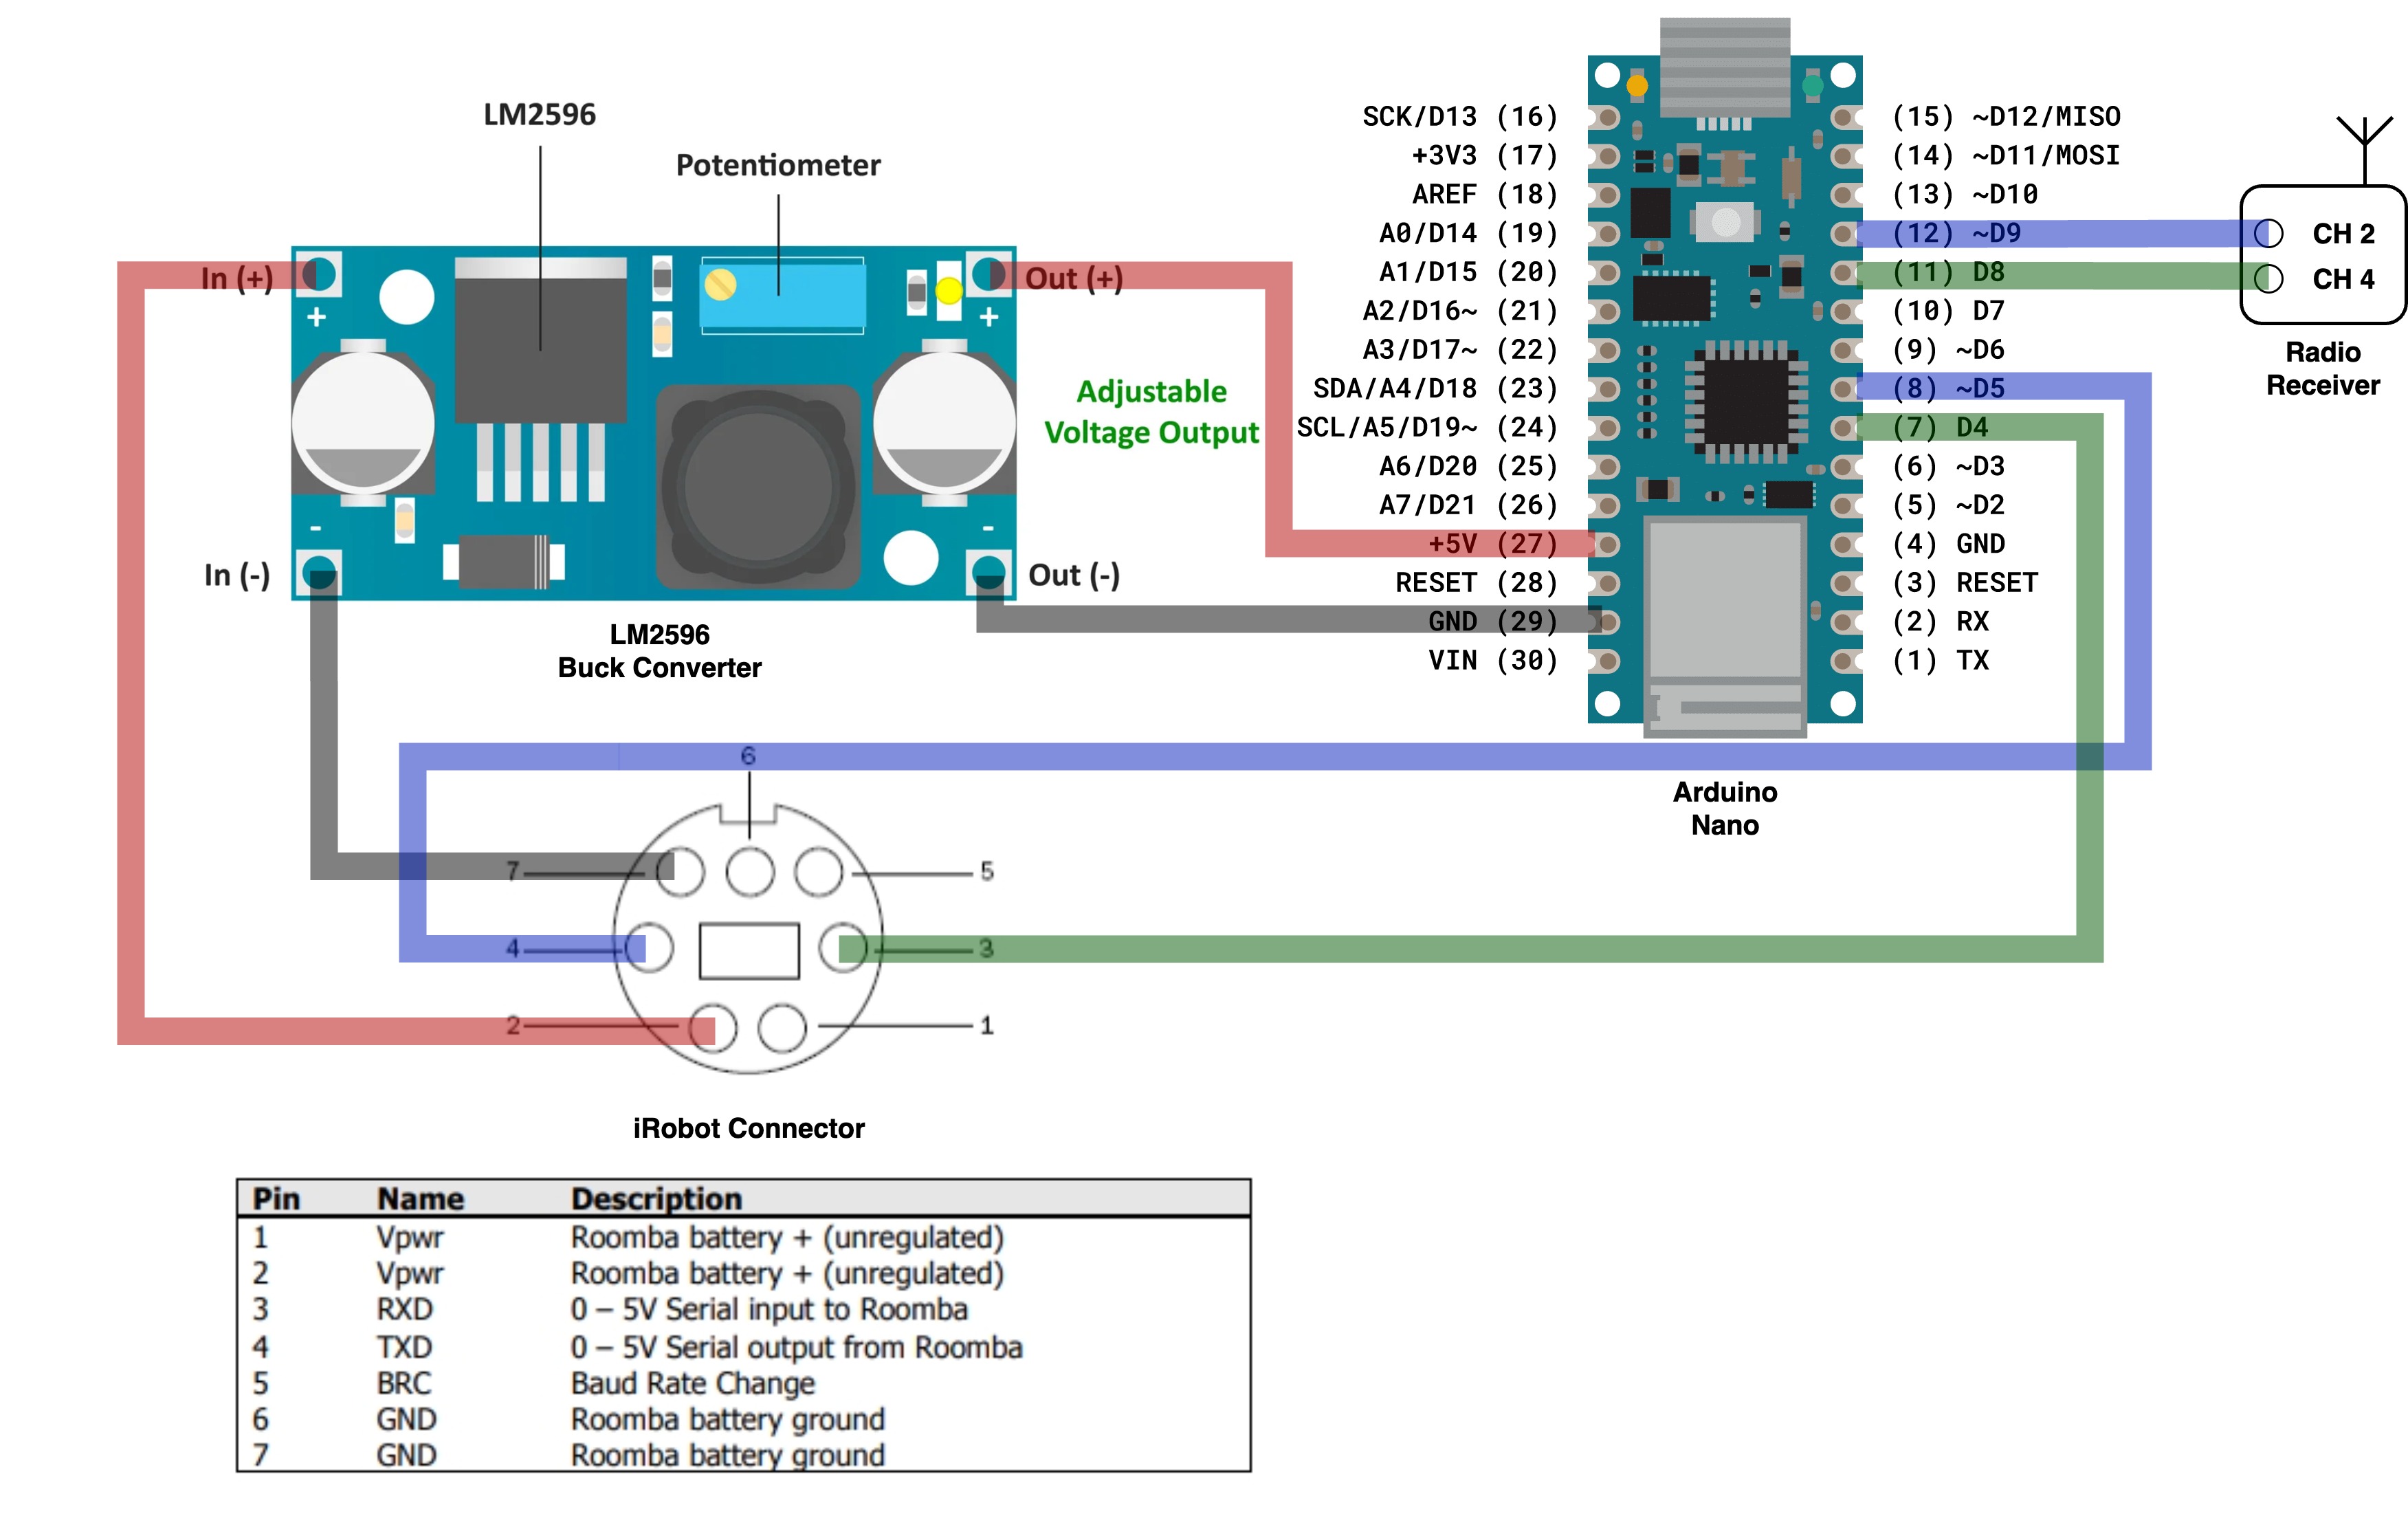 LM2596
Potentiometer
In (+)
+
Out (+)
+
Adjustable
Voltage Output
-
In (-)
-
Out (-)
LM2596
Buck Converter
SCK/D13 (16)
+3V3 (17)
AREF (18)
A0/D14 (19)
A1/D15 (20)
A2/D16~ (21)
A3/D17~ (22)
SDA/A4/D18 (23)
SCL/A5/D19~ (24)
A6/D20 (25)
A7/D21 (26)
+5V (27)
RESET (28)
GND (29)
VIN (30)
(15) ~D12/MISO
(14) ~D11/MOSI
(13) ~D10
(12) ~D9
(11) D8
(10) D7
(9) ~D6
(8) ~D5
(7) D4
(6) ~D3
(5) ~D2
(4) GND
(3) RESET
(2) RX
(1) TX
CH 2
CH 4
Radio
Receiver
Arduino
Nano
6
7
5
4
3
2
1
iRobot Connector
Pin Name Description
1 Vpwr Roomba battery + (unregulated)
2 Vpwr Roomba battery + (unregulated)
3 RXD 0 – 5V Serial input to Roomba
4 TXD 0 – 5V Serial output from Roomba
5 BRC Baud Rate Change
6 GND Roomba battery ground
7 GND Roomba battery ground